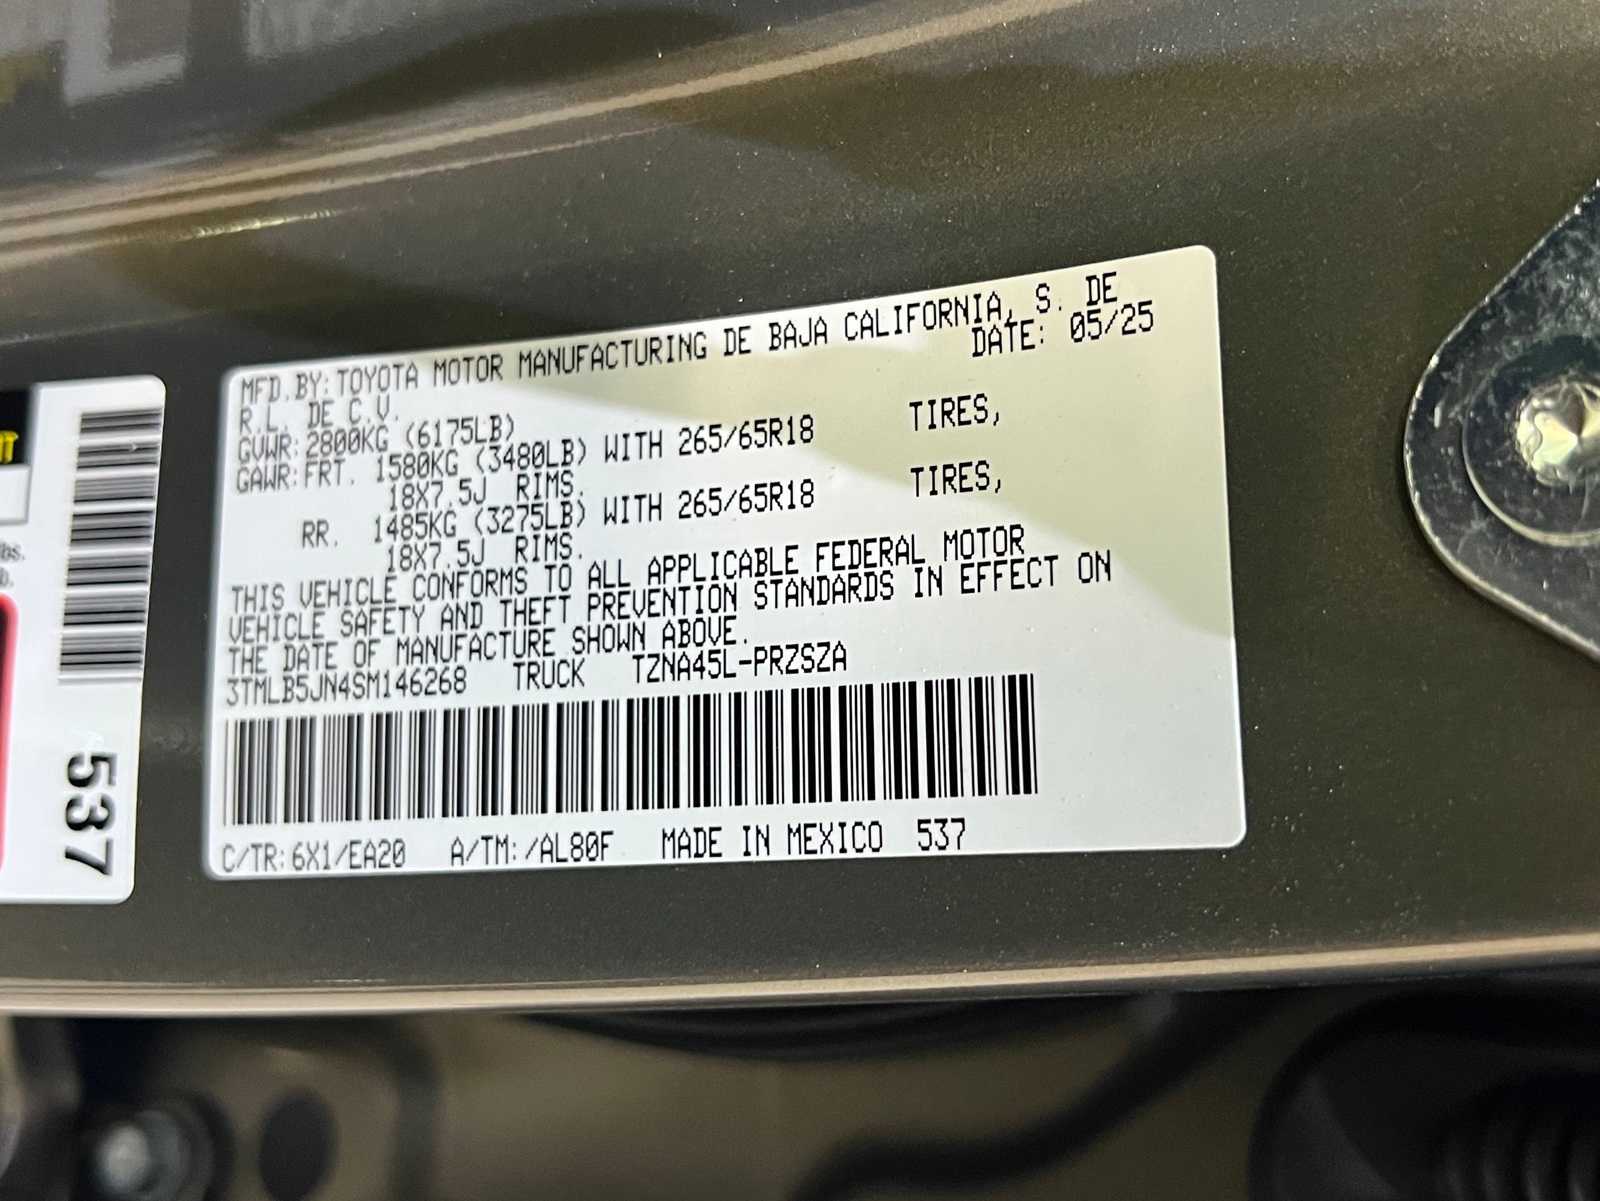 MFD.BY: TOYOTA MOTOR MANUFACTURING DE BAJA CALIFORNIA, S. DE
R.L. DE C.V. DATE: 05/25
GVWR: 2800KG (6175LB)
GAWR: FRT. 1580KG (3480LB) WITH 265/65R18 TIRES,
18X7.5J RIMS.
RR. 1485KG (3275LB) WITH 265/65R18 TIRES,
18X7.5J RIMS.
THIS VEHICLE CONFORMS TO ALL APPLICABLE FEDERAL MOTOR
VEHICLE SAFETY AND THEFT PREVENTION STANDARDS IN EFFECT ON
THE DATE OF MANUFACTURE SHOWN ABOVE.
3TMLB5JN4SM146268 TRUCK TZNA45L-PRZSZA
C/TR: 6X1/EA20 A/TM: /AL80F MADE IN MEXICO 537
lbs.
537